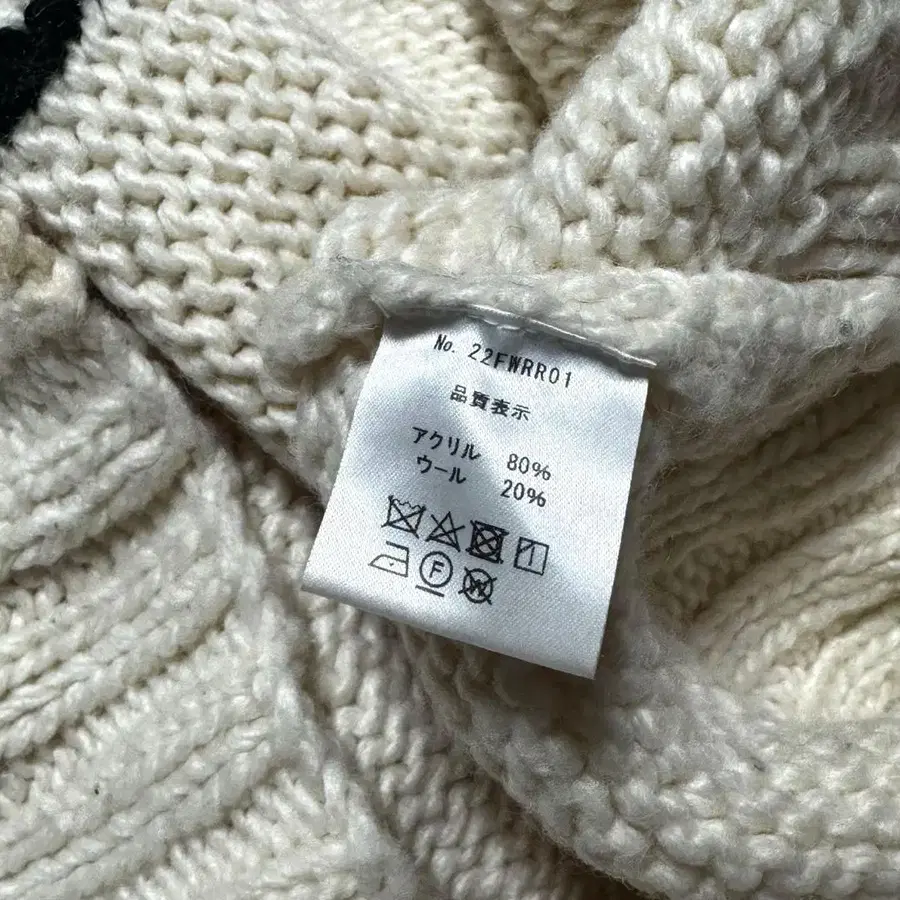 No. 22FWRR01
品質表示
アクリル 80%
ウール 20%
F
W